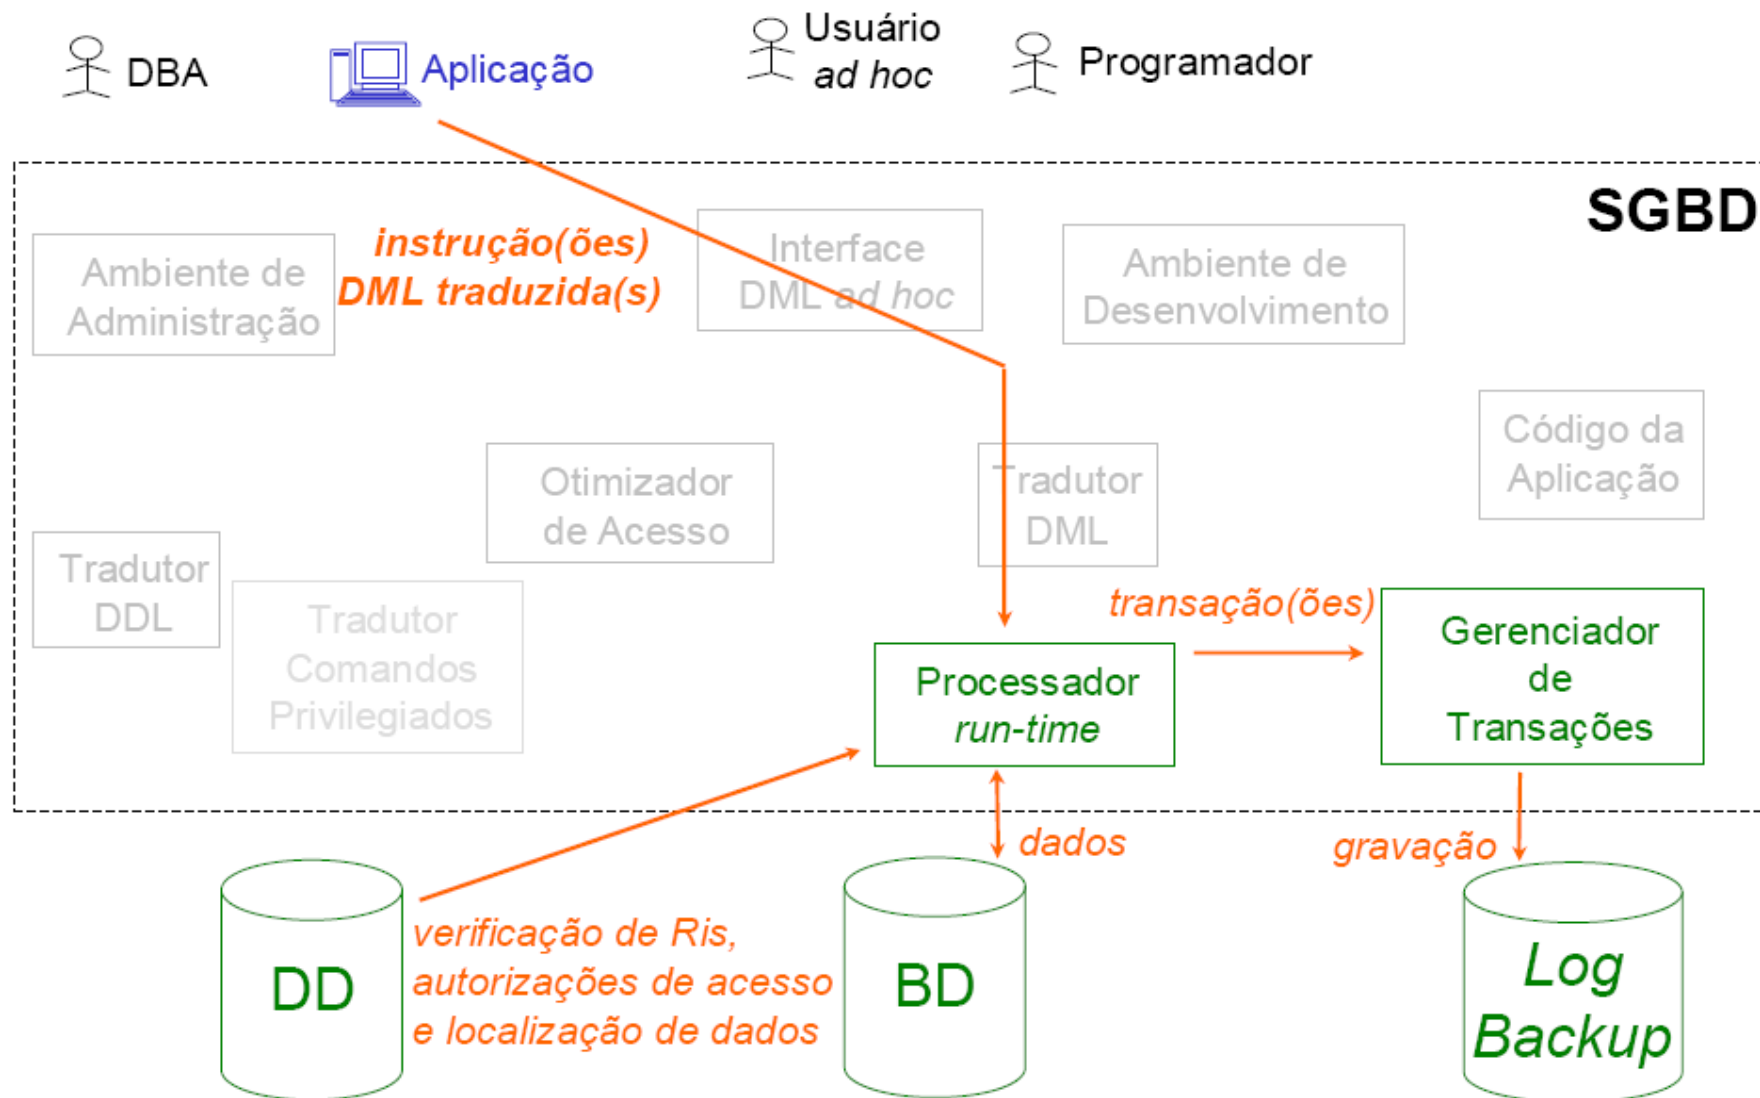 DBA
Aplicação
Usuário
ad hoc
Programador
SGBD
Ambiente de
Administração
instrução(ões)
DML traduzida(s)
Interface
DML ad hoc
Ambiente de
Desenvolvimento
Otimizador
de Acesso
Tradutor
DML
Código da
Aplicação
Tradutor
DDL
Tradutor
Comandos
Privilegiados
Processador
run-time
transação(ões)
Gerenciador
de
Transações
dados
gravação
DD
verificação de Ris,
autorizações de acesso
e localização de dados
BD
Log
Backup